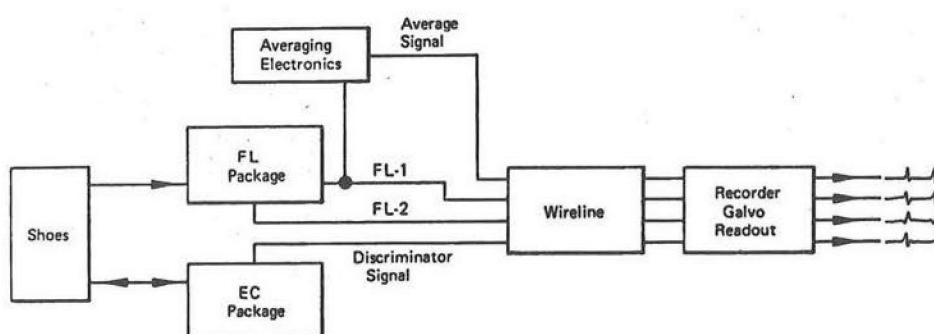 Averaging
Electronics
Average
Signal
FL
Package
FL-1
FL-2
Shoes
Wireline
Recorder
Galvo
Readout
Discriminator
Signal
EC
Package